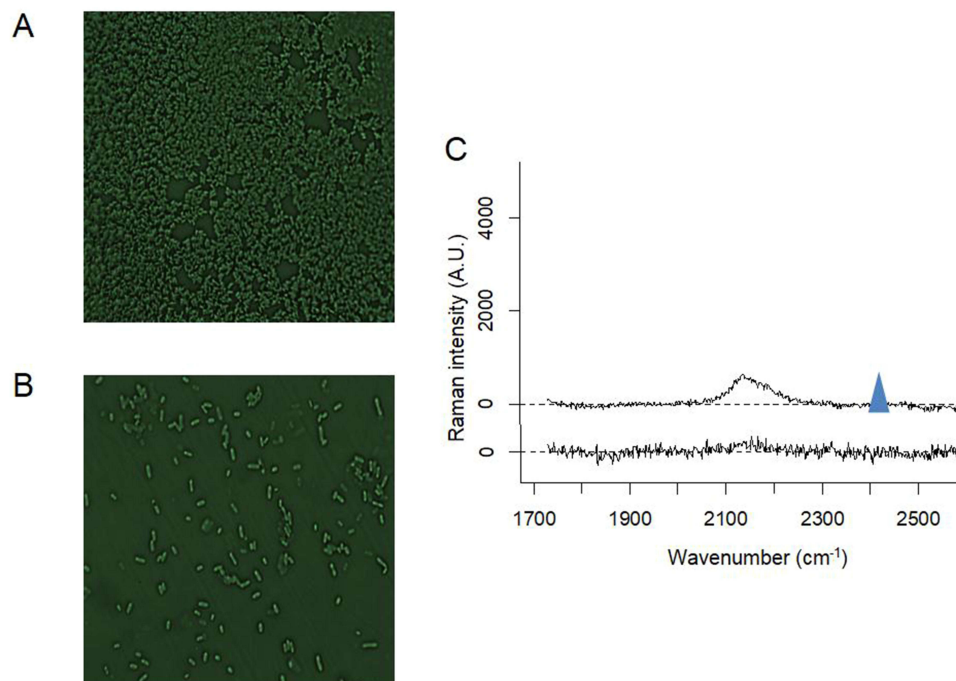 A
B
C
Raman intensity (A.U.)
4000
2000
0
0
1700 1900 2100 2300 2500
Wavenumber (cm⁻¹)